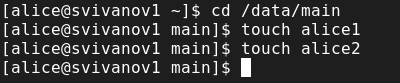 [alice@svivanov1 ~]$ cd /data/main
[alice@svivanov1 main]$ touch alice1
[alice@svivanov1 main]$ touch alice2
[alice@svivanov1 main]$